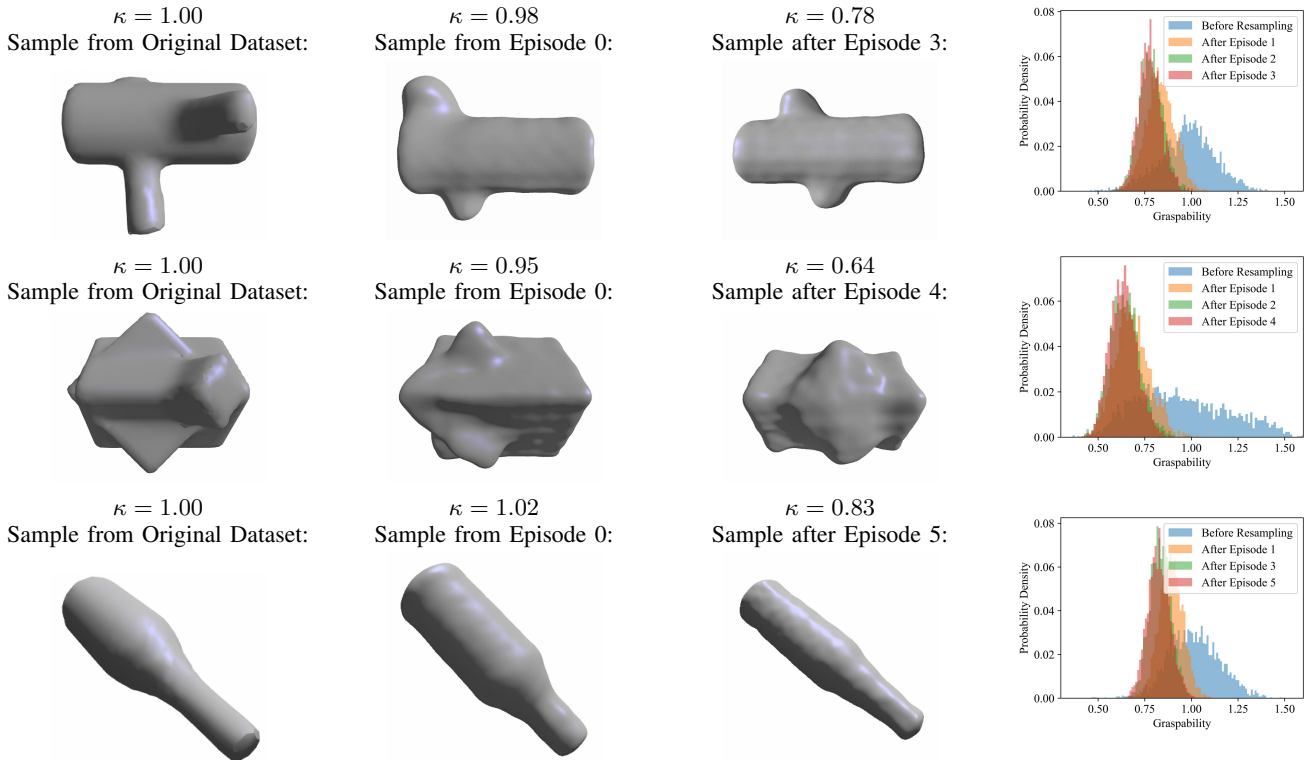 κ = 1.00
Sample from Original Dataset:
κ = 0.98
Sample from Episode 0:
κ = 0.78
Sample after Episode 3:
0.08
0.06
0.04
0.02
0.00
Probability Density
Before Resampling
After Episode 1
After Episode 2
After Episode 3
0.50 0.75 1.00 1.25 1.50
Graspability
κ = 1.00
Sample from Original Dataset:
κ = 0.95
Sample from Episode 0:
κ = 0.64
Sample after Episode 4:
0.06
0.04
0.02
0.00
Probability Density
Before Resampling
After Episode 1
After Episode 2
After Episode 4
0.50 0.75 1.00 1.25 1.50
Graspability
κ = 1.00
Sample from Original Dataset:
κ = 1.02
Sample from Episode 0:
κ = 0.83
Sample after Episode 5:
0.08
0.06
0.04
0.02
0.00
Probability Density
Before Resampling
After Episode 1
After Episode 3
After Episode 5
0.50 0.75 1.00 1.25 1.50
Graspability